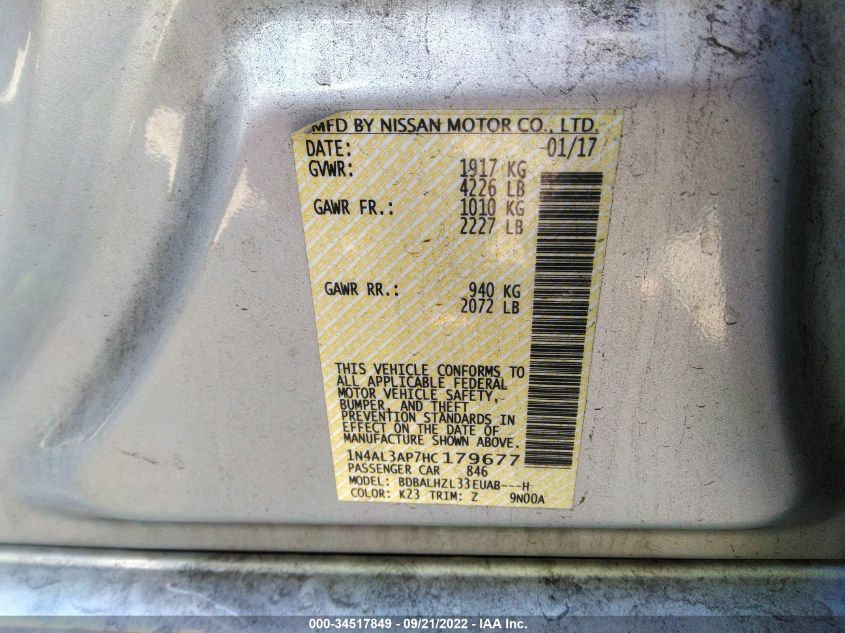 MFD BY NISSAN MOTOR CO., LTD.
DATE: 01/17
GVWR: 1917 KG
4226 LB
GAWR FR.: 1010 KG
2227 LB
GAWR RR.: 940 KG
2072 LB
THIS VEHICLE CONFORMS TO
ALL APPLICABLE FEDERAL
MOTOR VEHICLE SAFETY,
BUMPER, AND THEFT
PREVENTION STANDARDS IN
EFFECT ON THE DATE OF
MANUFACTURE SHOWN ABOVE.
1N4AL3AP7HC179677
PASSENGER CAR 846
MODEL: BDBALHZL33EUAB---H
COLOR: K23 TRIM: Z 9N00A
000-34517849 - 09/21/2022 - IAA Inc.